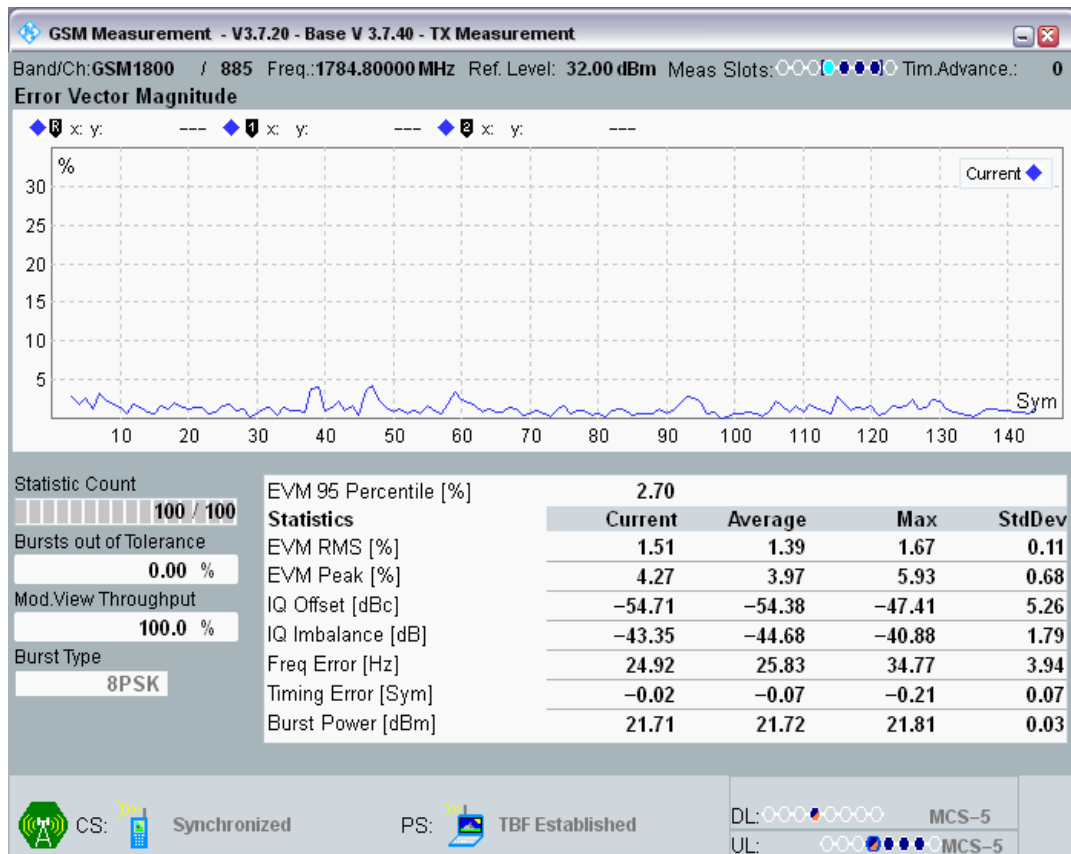 GSM Measurement - V3.7.20 - Base V 3.7.40 - TX Measurement
Band/Ch:GSM1800 / 885 Freq.:1784.80000 MHz Ref. Level: 32.00 dBm Meas Slots: Tim.Advance.: 0
Error Vector Magnitude
R x: y: --- 1 x: y: --- 2 x: y: ---
%
Current
30
25
20
15
10
5
Sym
10 20 30 40 50 60 70 80 90 100 110 120 130 140
Statistic Count
100 / 100
Bursts out of Tolerance
0.00 %
Mod.View Throughput
100.0 %
Burst Type
8PSK
EVM 95 Percentile [%] 2.70
Statistics Current Average Max StdDev
EVM RMS [%] 1.51 1.39 1.67 0.11
EVM Peak [%] 4.27 3.97 5.93 0.68
IQ Offset [dBc] −54.71 −54.38 −47.41 5.26
IQ Imbalance [dB] −43.35 −44.68 −40.88 1.79
Freq Error [Hz] 24.92 25.83 34.77 3.94
Timing Error [Sym] −0.02 −0.07 −0.21 0.07
Burst Power [dBm] 21.71 21.72 21.81 0.03
CS: Synchronized PS: TBF Established
DL: MCS−5
UL: MCS−5